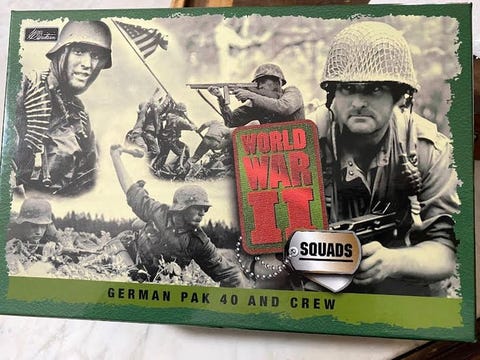 WORLD
WAR
II
SQUADS
GERMAN PAK 40 AND CREW